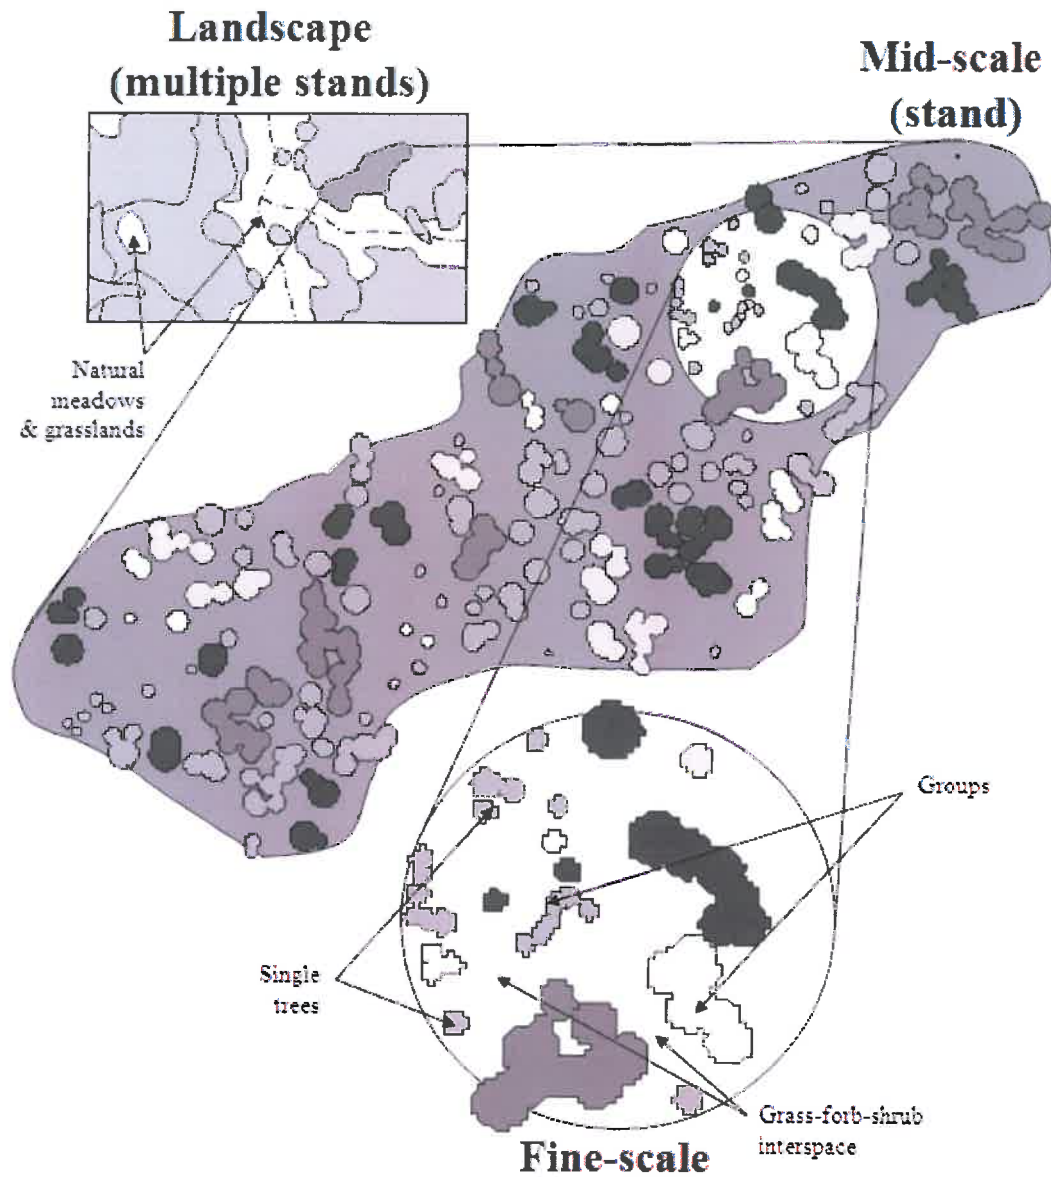 Landscape
(multiple stands)
Mid-scale
(stand)
Natural
meadows
& grasslands
Groups
Single
trees
Grass-forb-shrub
interspace
Fine-scale